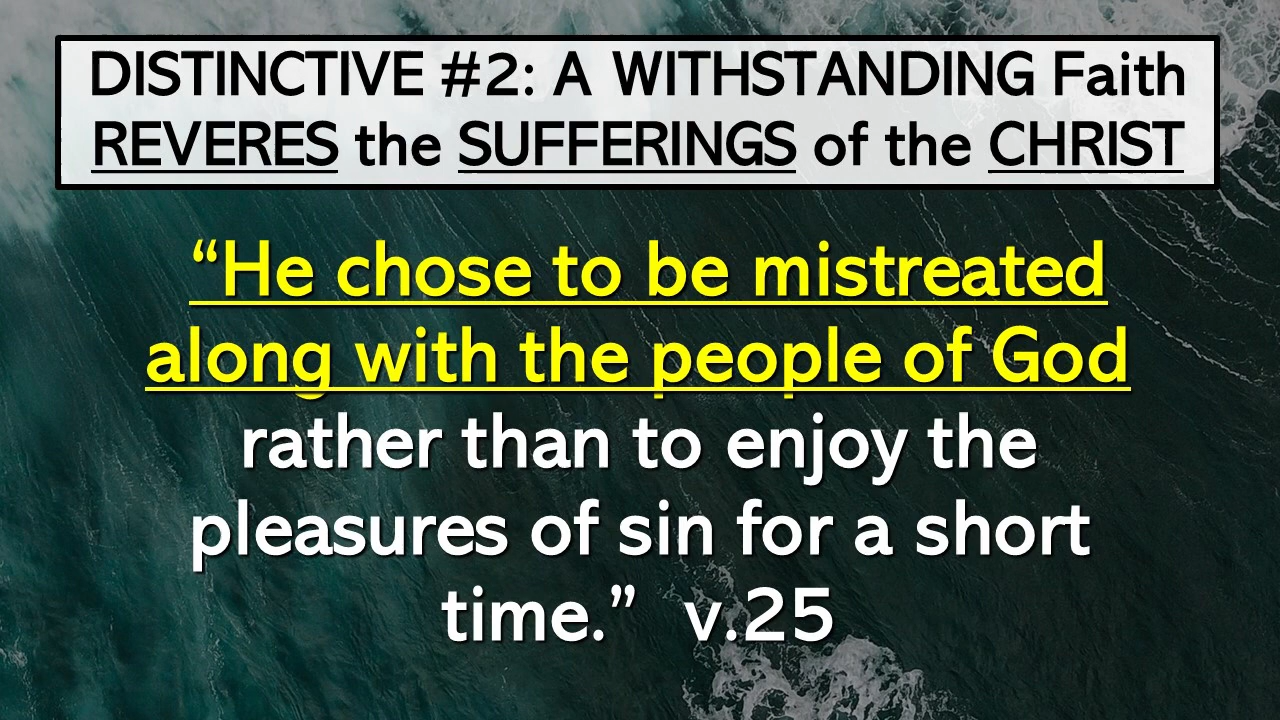 DISTINCTIVE #2: A WITHSTANDING Faith
REVERES the SUFFERINGS of the CHRIST
“He chose to be mistreated
along with the people of God
rather than to enjoy the
pleasures of sin for a short
time.” v.25